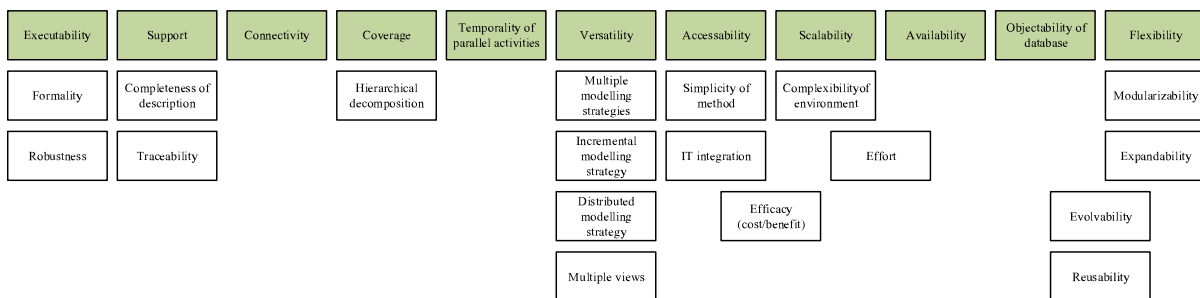 Executability
Support
Connectivity
Coverage
Temporality of
parallel activities
Versatility
Accessability
Scalability
Availability
Objectability of
database
Flexibility
Formality
Completeness of
description
Hierarchical
decomposition
Multiple
modelling
strategies
Simplicity of
method
Complexibilityof
environment
Modularizability
Robustness
Traceability
Incremental
modelling
strategy
IT integration
Effort
Expandability
Distributed
modelling
strategy
Efficacy
(cost/benefit)
Evolvability
Multiple views
Reusability